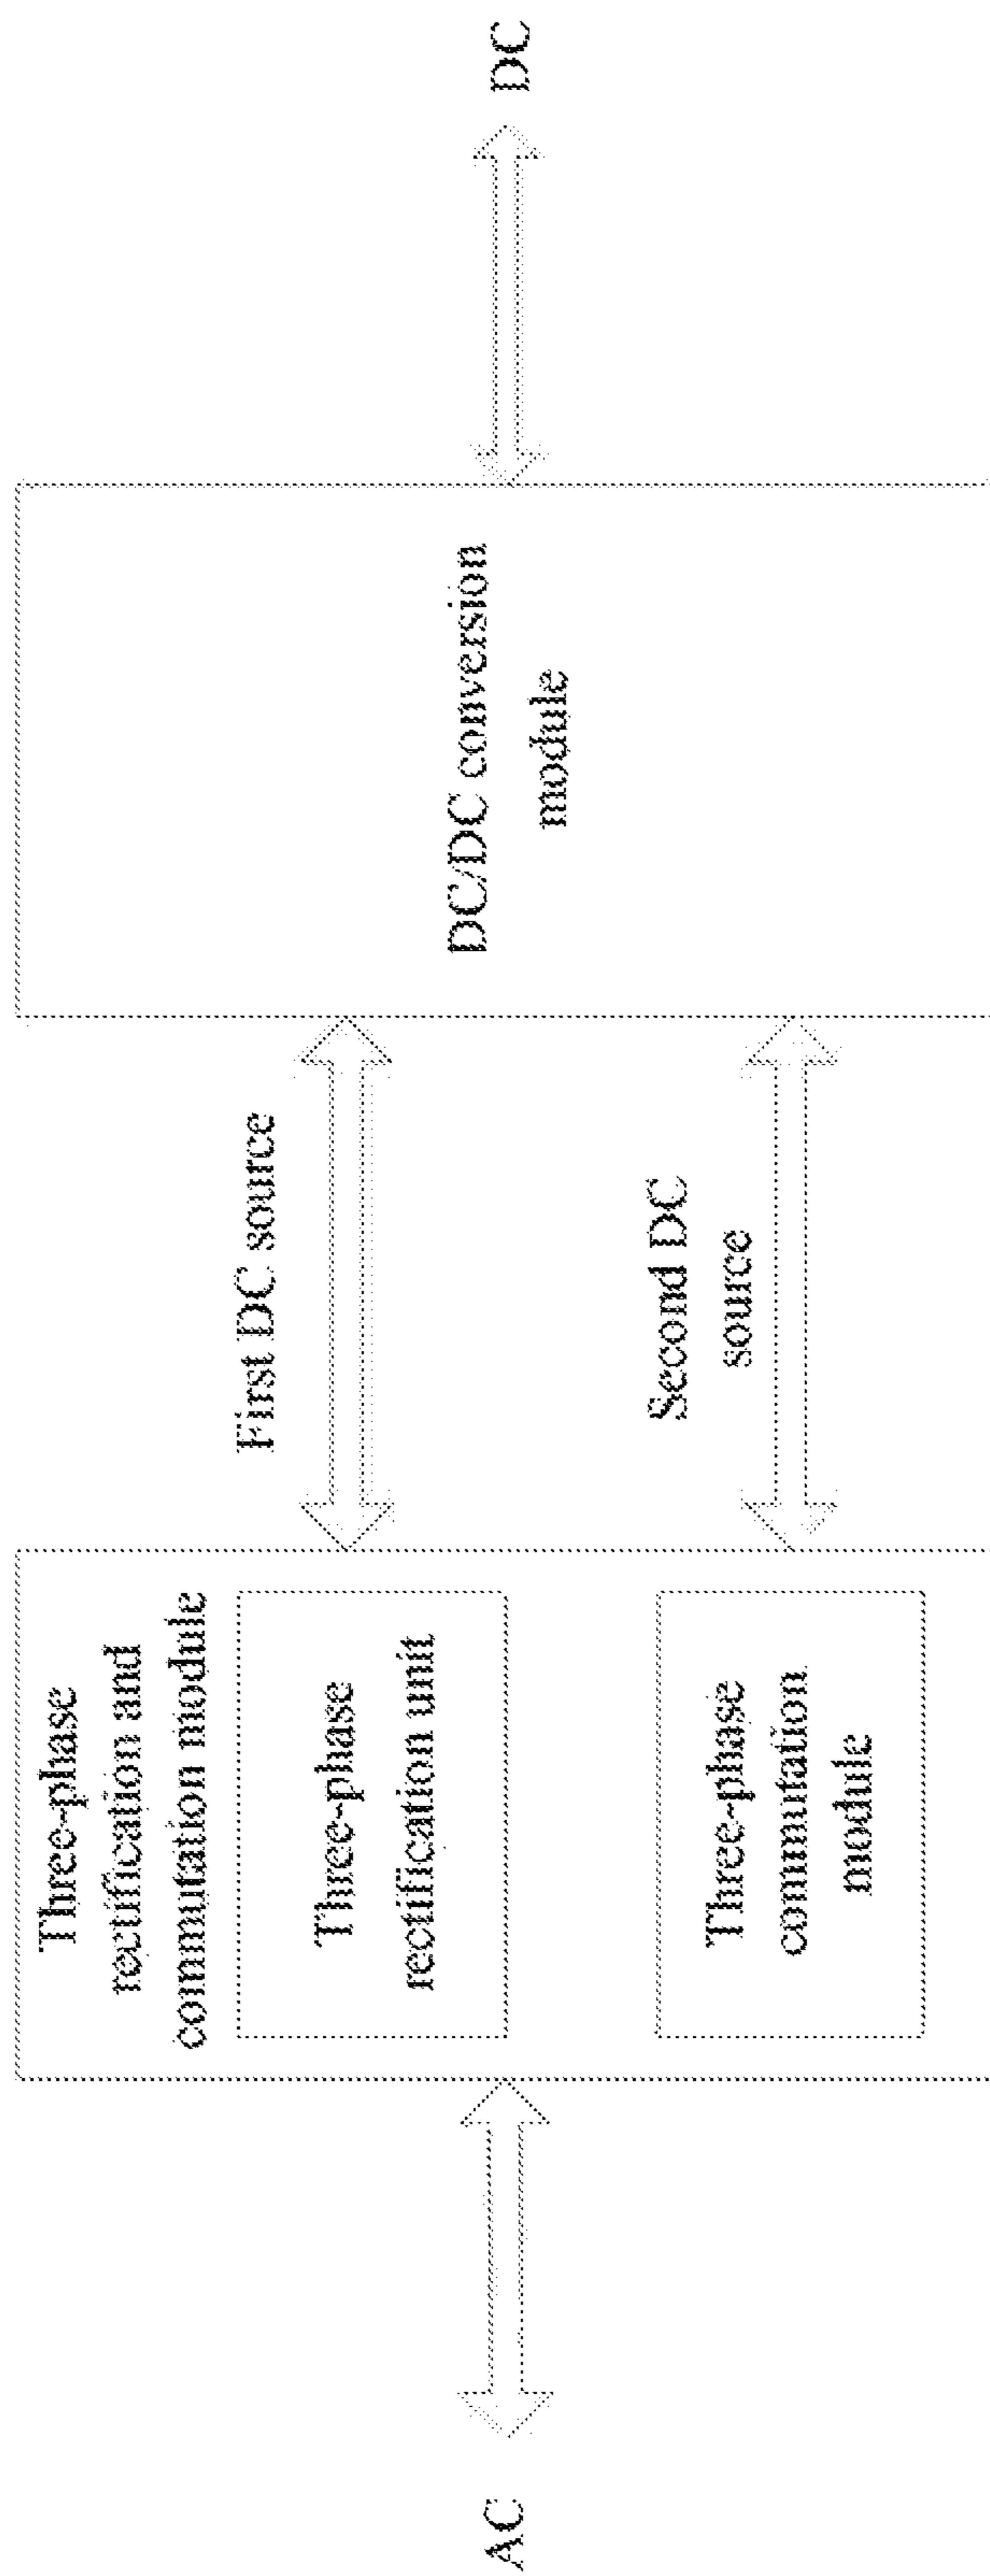 AC
Three-phase
rectification and
commutation module
Three-phase
rectification unit
Three-phase
commutation
module
First DC source
Second DC
source
DC/DC conversion
module
DC